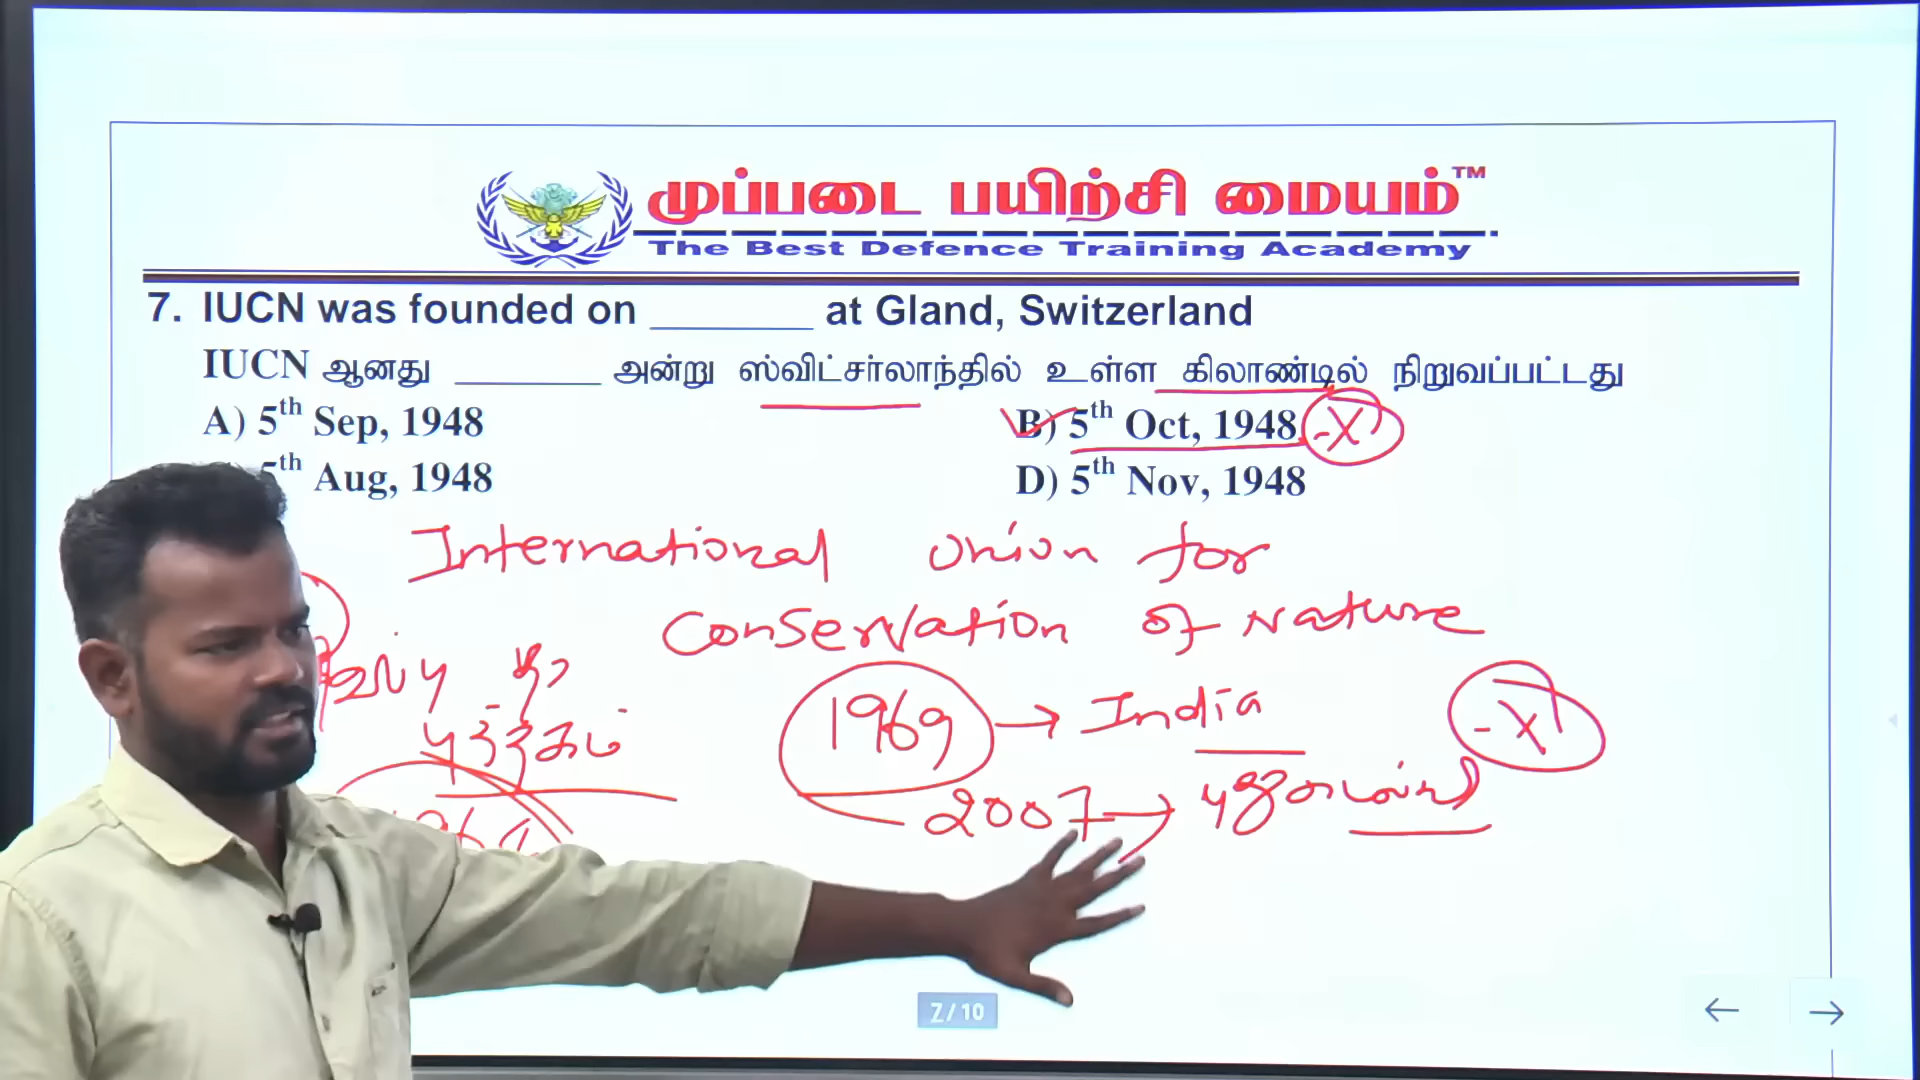 முப்படை பயிற்சி மையம்™
The Best Defence Training Academy
7. IUCN was founded on ________ at Gland, Switzerland
IUCN ஆனது ________ அன்று ஸ்விட்சர்லாந்தில் உள்ள கிலாண்டில் நிறுவப்பட்டது
A) 5th Sep, 1948
B) 5th Oct, 1948 -X
5th Aug, 1948
D) 5th Nov, 1948
International Union for
Conservation of Nature
புத்தகம்
1969 → India
-X
2007 →
7/10